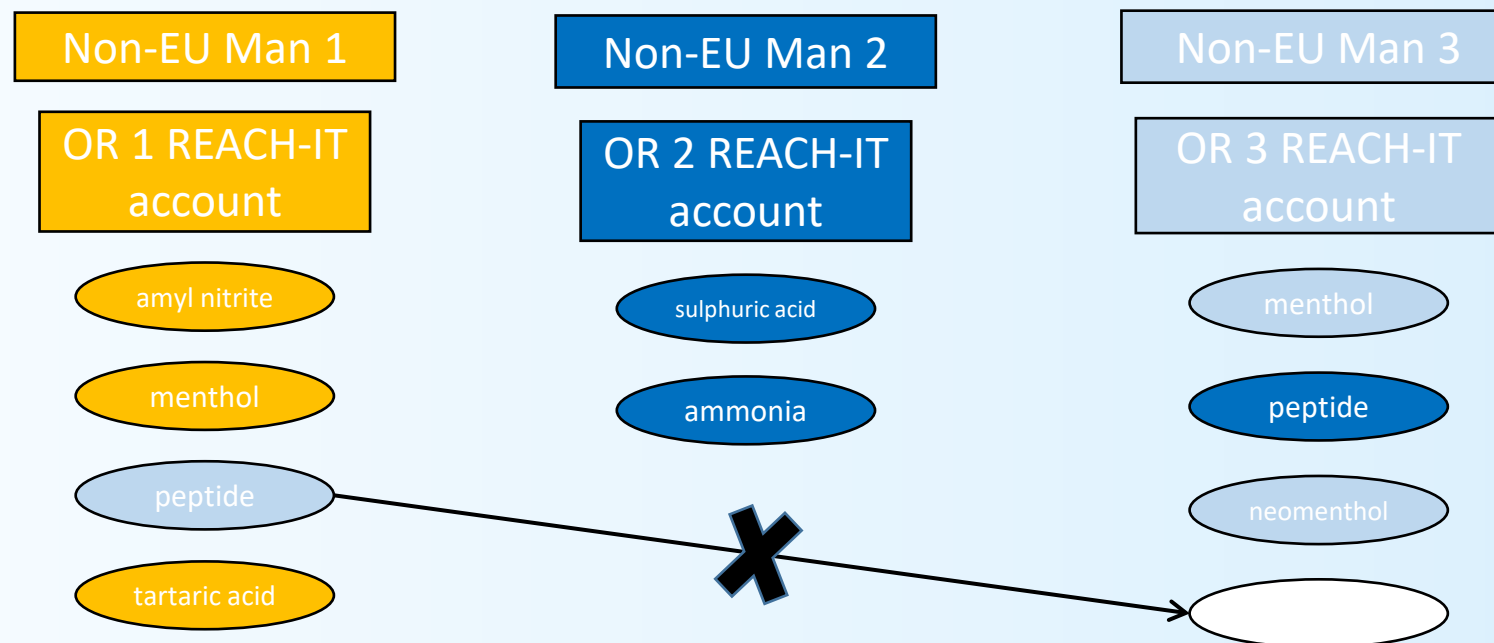 Non-EU Man 1
OR 1 REACH-IT
account
amyl nitrite
menthol
peptide
tartaric acid
Non-EU Man 2
OR 2 REACH-IT
account
sulphuric acid
ammonia
Non-EU Man 3
OR 3 REACH-IT
account
menthol
peptide
neomenthol